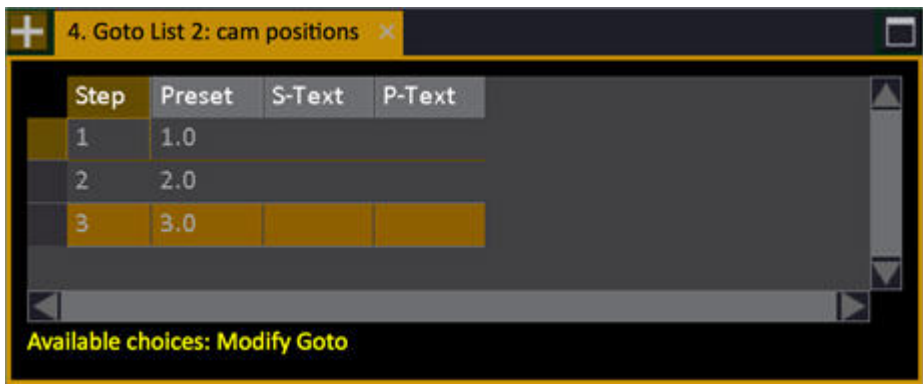 4. Goto List 2: cam positions
Step Preset S-Text P-Text
1 1.0
2 2.0
3 3.0
Available choices: Modify Goto